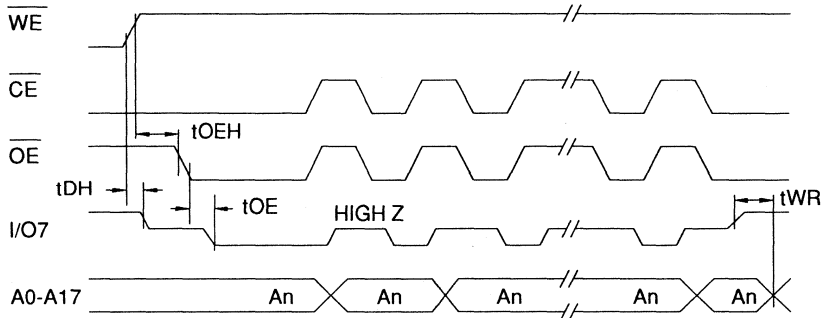 WE
CE
tOEH
OE
tDH
tOE
HIGH Z
tWR
I/O7
A0-A17 An An An An An